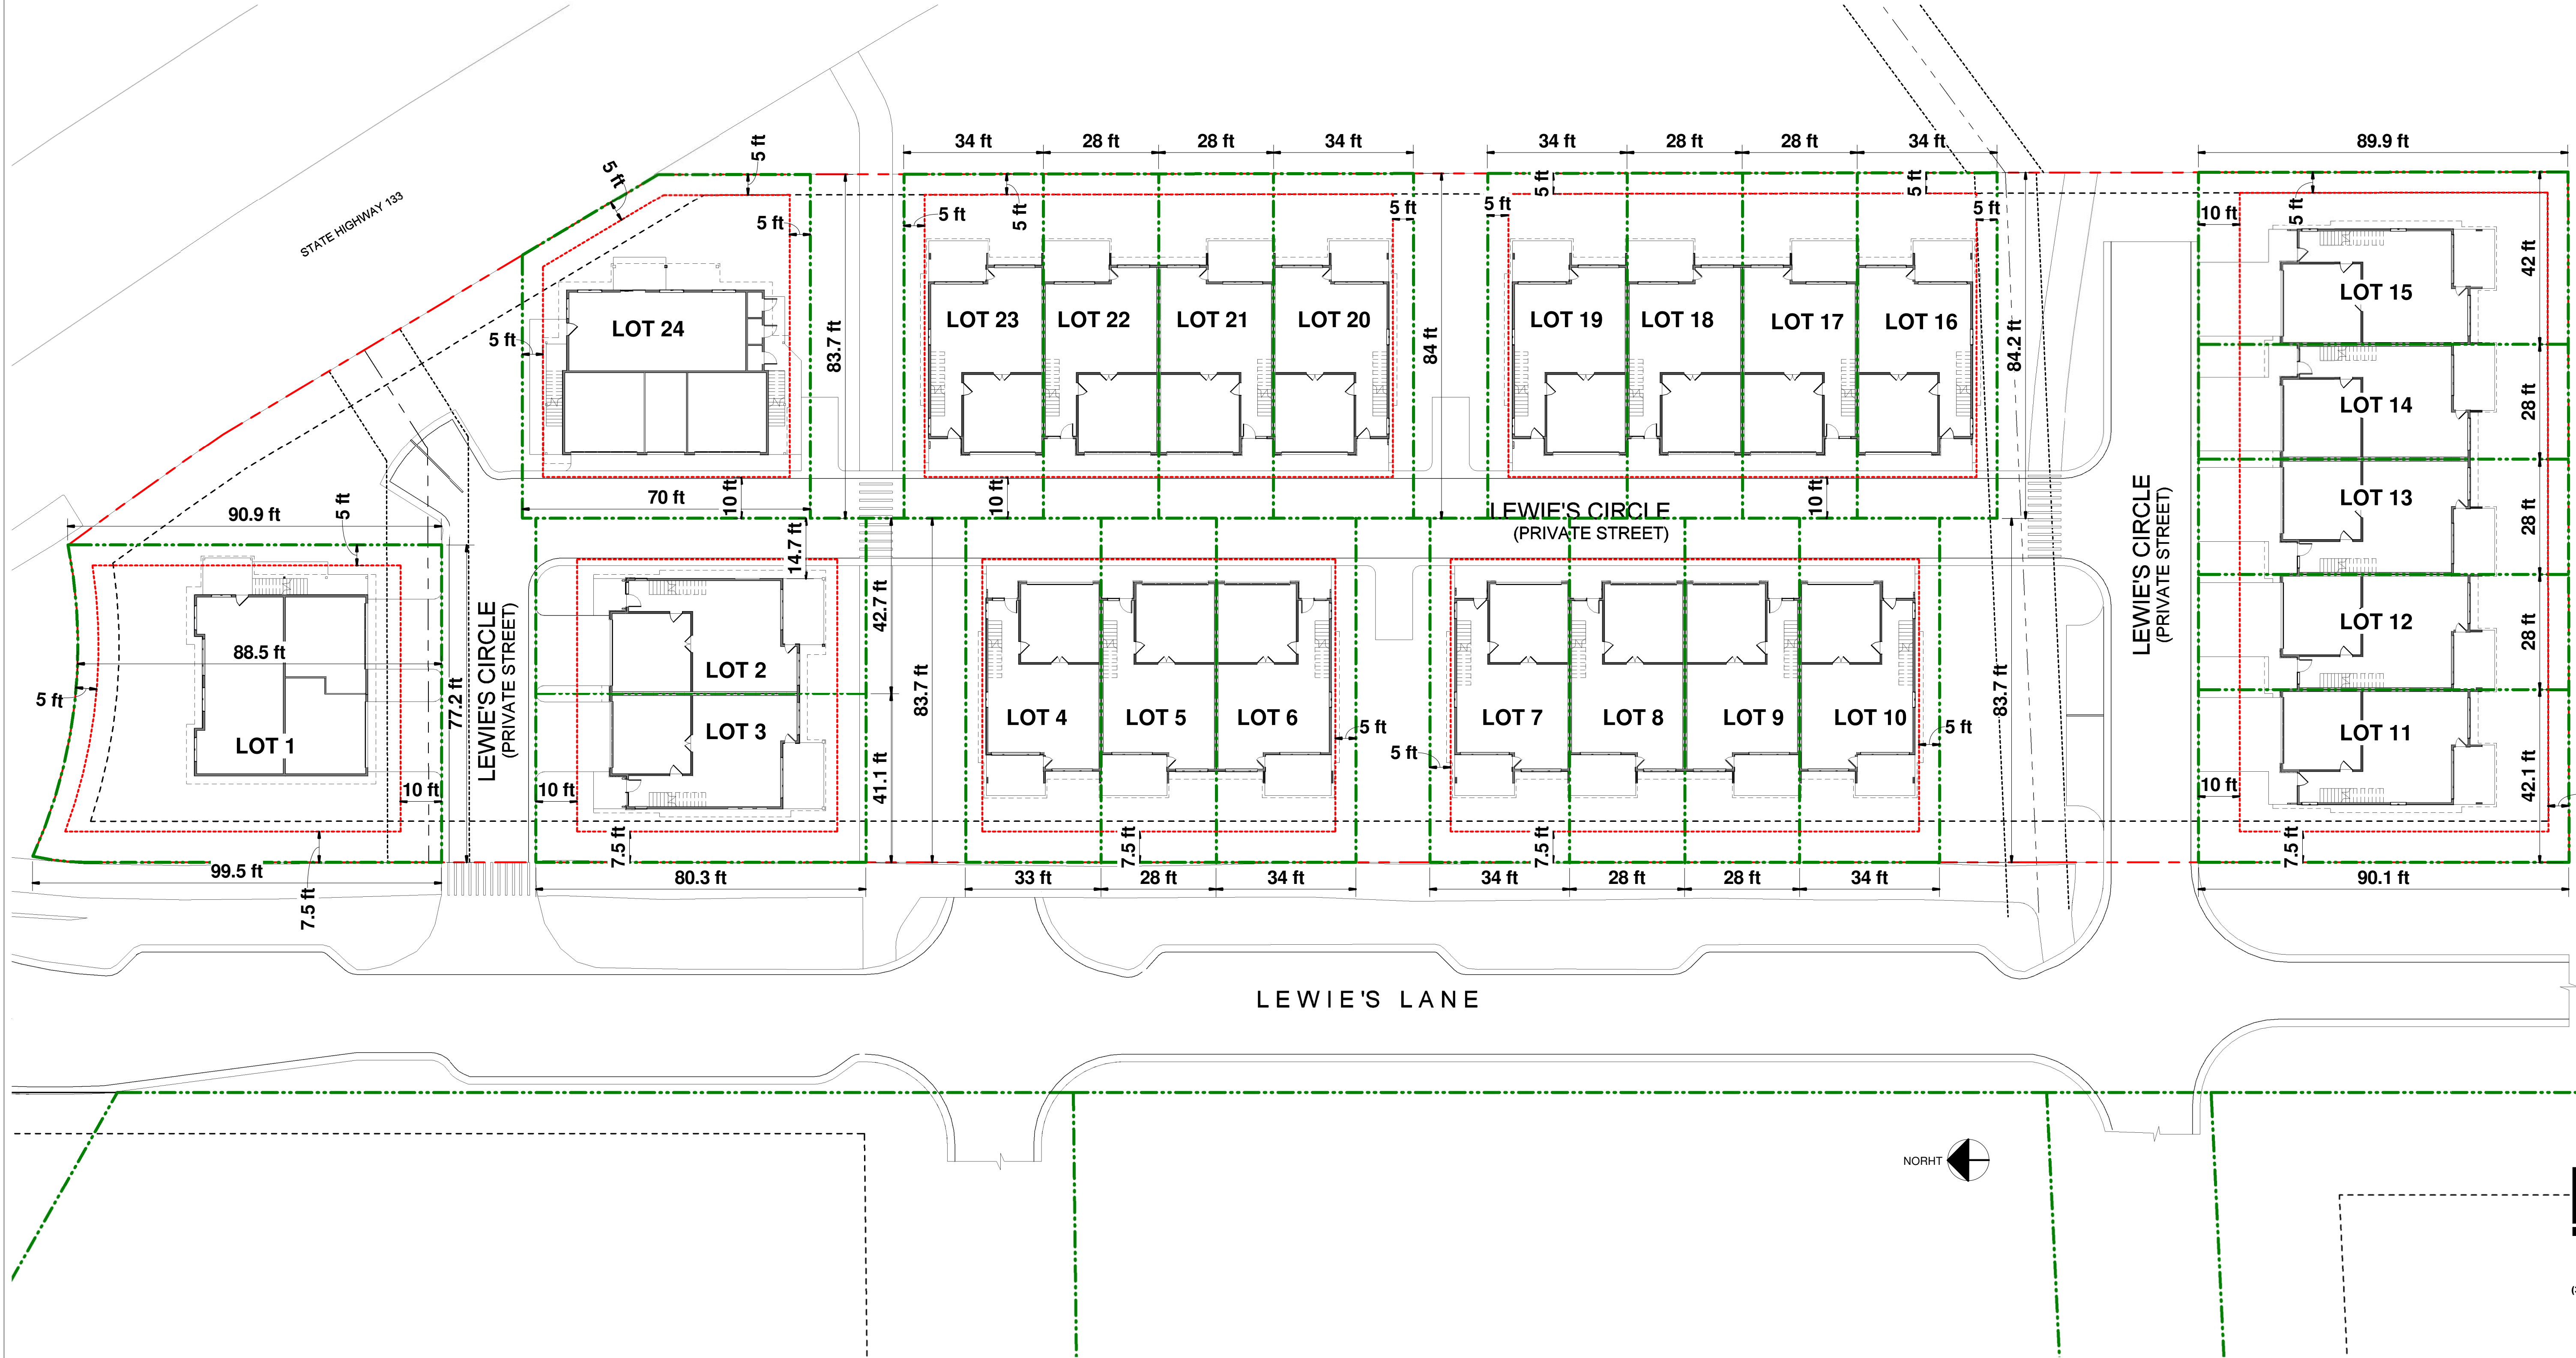 STATE HIGHWAY 133
5 ft
5 ft
34 ft
28 ft
28 ft
34 ft
34 ft
28 ft
28 ft
34 ft
89.9 ft
5 ft
5 ft
5 ft
5 ft
5 ft
5 ft
5 ft
5 ft
5 ft
10 ft
5 ft
42 ft
LOT 24
LOT 23
LOT 22
LOT 21
LOT 20
LOT 19
LOT 18
LOT 17
LOT 16
LOT 15
5 ft
83.7 ft
84 ft
84.2 ft
LOT 14
28 ft
90.9 ft
5 ft
70 ft
10 ft
10 ft
10 ft
LEWIE'S CIRCLE
(PRIVATE STREET)
LOT 13
28 ft
14.7 ft
LEWIE'S CIRCLE
(PRIVATE STREET)
88.5 ft
5 ft
LOT 1
77.2 ft
LEWIE'S CIRCLE
(PRIVATE STREET)
LOT 2
LOT 3
42.7 ft
41.1 ft
83.7 ft
LOT 4
LOT 5
LOT 6
5 ft
5 ft
LOT 7
LOT 8
LOT 9
LOT 10
5 ft
83.7 ft
LOT 12
28 ft
LOT 11
42.1 ft
10 ft
10 ft
10 ft
7.5 ft
7.5 ft
7.5 ft
7.5 ft
99.5 ft
7.5 ft
80.3 ft
33 ft
28 ft
34 ft
34 ft
28 ft
28 ft
34 ft
90.1 ft
LEWIE'S LANE
NORHT